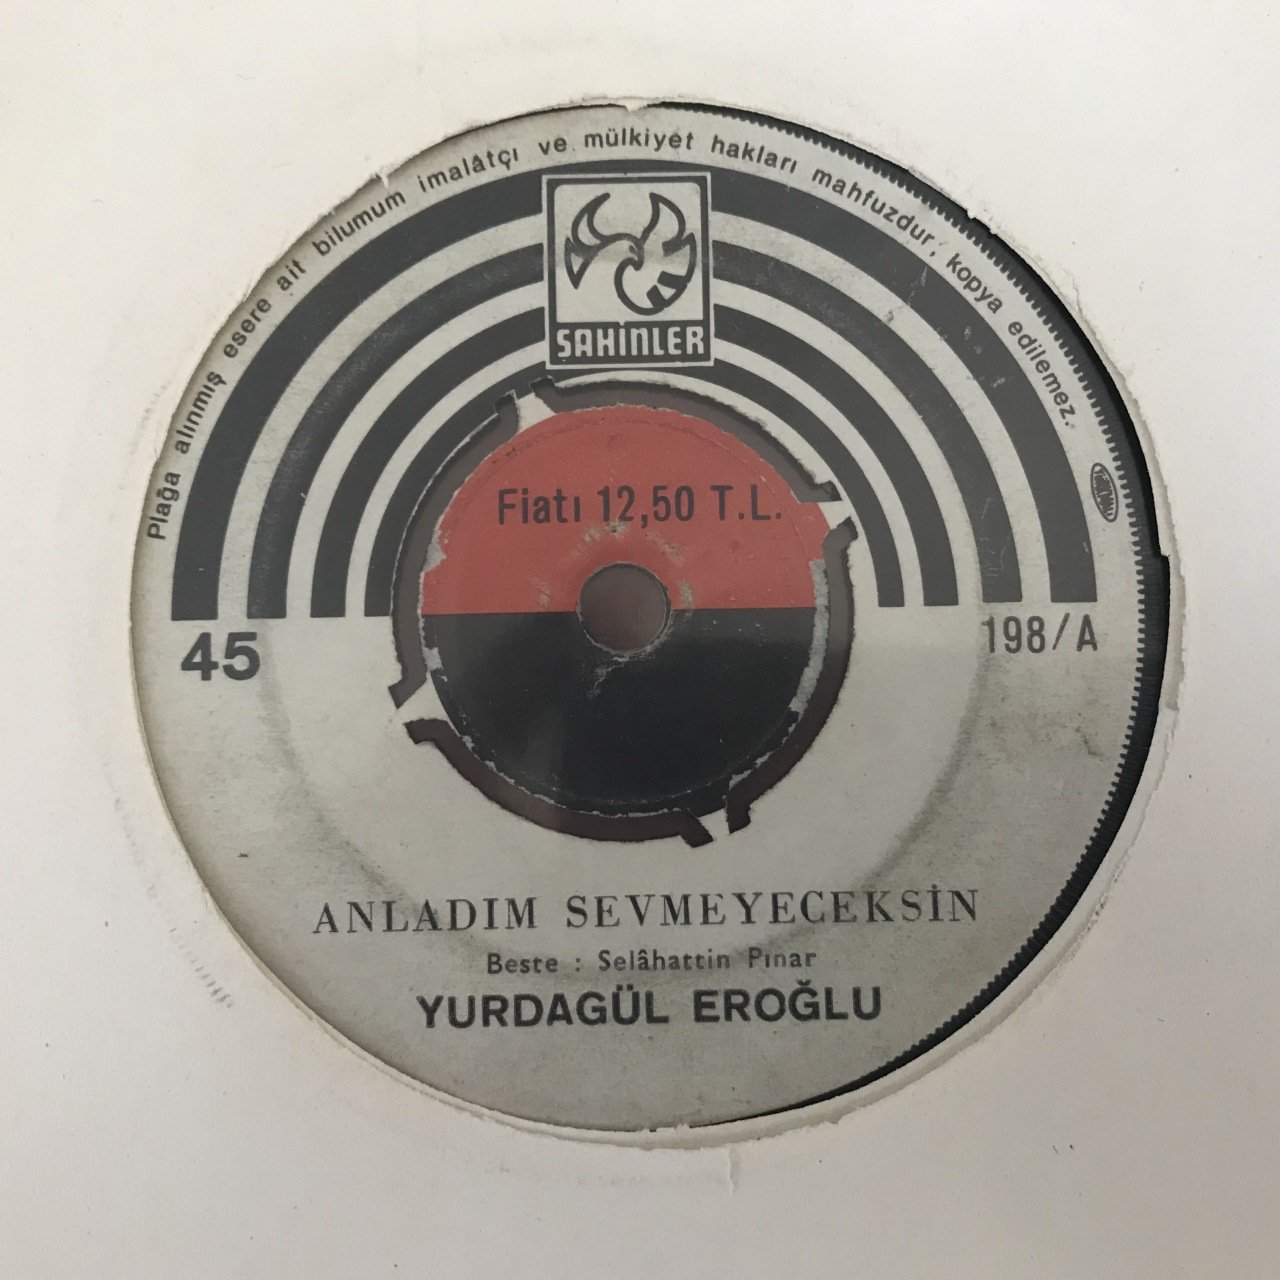 Plağa alınmış esere ait bilumum imalâtçı ve mülkiyet hakları mahfuzdur, kopya edilemez.
SAHİNLER
Fiatı 12,50 T.L.
45
198/A
ANLADIM SEVMEYECEKSİN
Beste : Selâhattin Pınar
YURDAGÜL EROĞLU